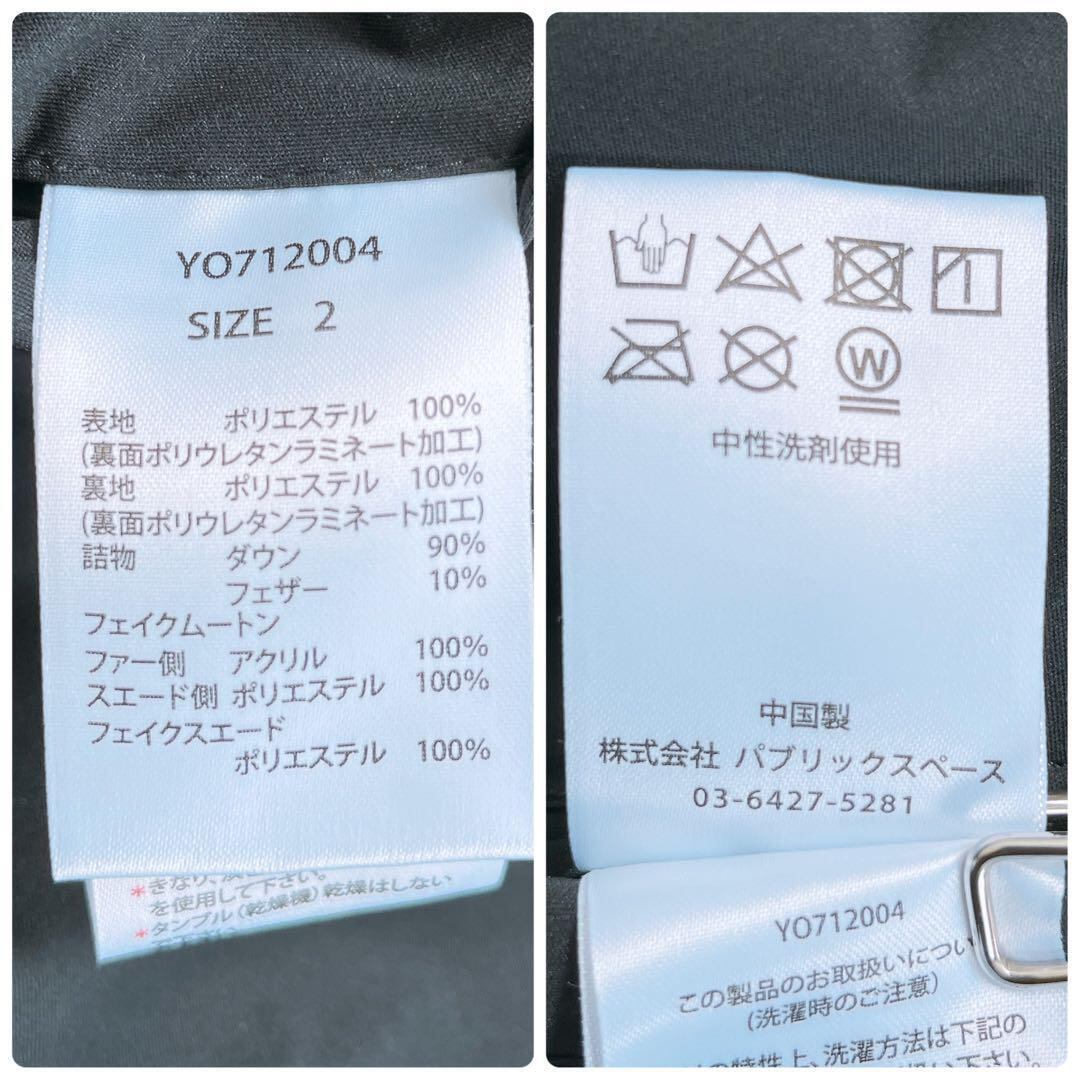 YO712004
SIZE 2
表地 ポリエステル 100%
(裏面ポリウレタンラミネート加工)
裏地 ポリエステル 100%
(裏面ポリウレタンラミネート加工)
詰物 ダウン 90%
フェザー 10%
フェイクムートン
ファー側 アクリル 100%
スエード側 ポリエステル 100%
フェイクスエード
ポリエステル 100%
を使用して下さい。
*タンブル(乾燥機)乾燥はしない
W
中性洗剤使用
中国製
株式会社 パブリックスペース
03-6427-5281
YO712004
この製品のお取扱いについ
(洗濯時のご注意)
特性上、洗濯方法は下記の
下さい。